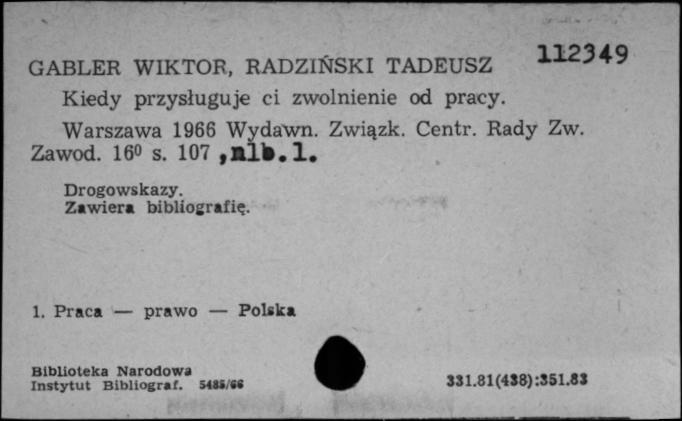 112349
GABLER WIKTOR, RADZIŃSKI TADEUSZ
Kiedy przysługuje ci zwolnienie od pracy.
Warszawa 1966 Wydawn. Związk. Centr. Rady Zw.
Zawod. 16⁰ s. 107 ,nlb.1.
Drogowskazy.
Zawiera bibliografię.
1. Praca — prawo — Polska
Biblioteka Narodowa
Instytut Bibliograf. 5485/66
331.81(438):351.83